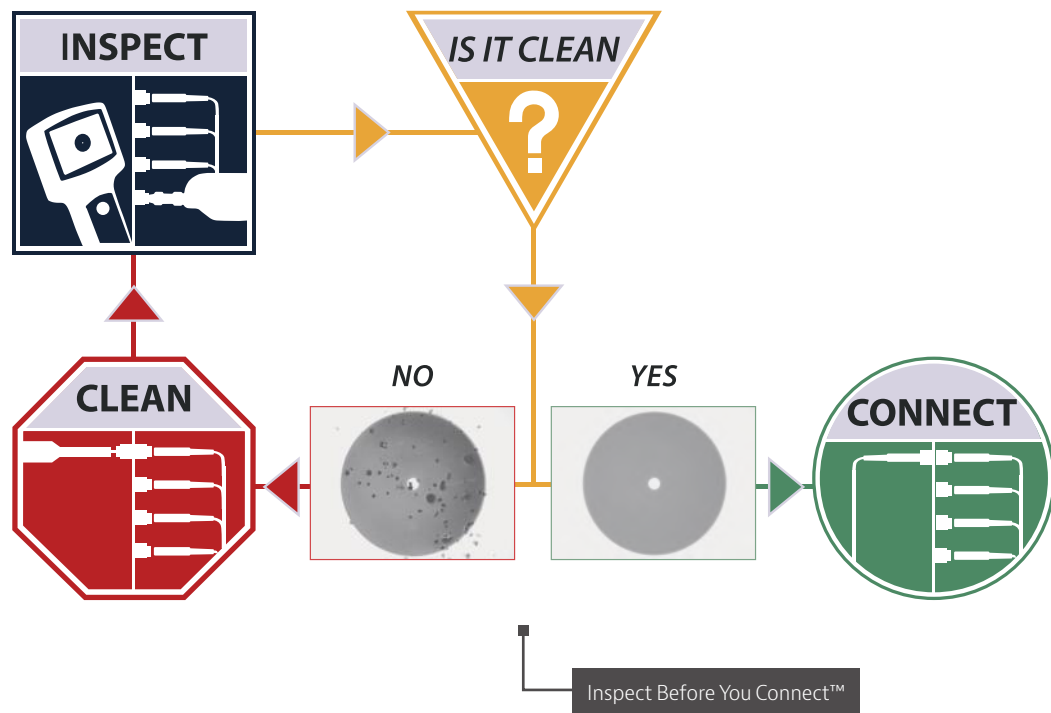 INSPECT
IS IT CLEAN
?
NO
YES
CLEAN
CONNECT
Inspect Before You Connect™